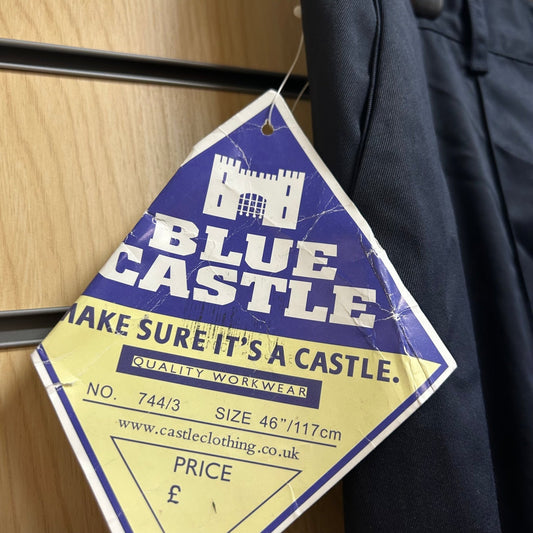 BLUE
CASTLE
MAKE SURE IT'S A CASTLE.
QUALITY WORKWEAR
NO. 744/3 SIZE 46"/117cm
www.castleclothing.co.uk
PRICE
£